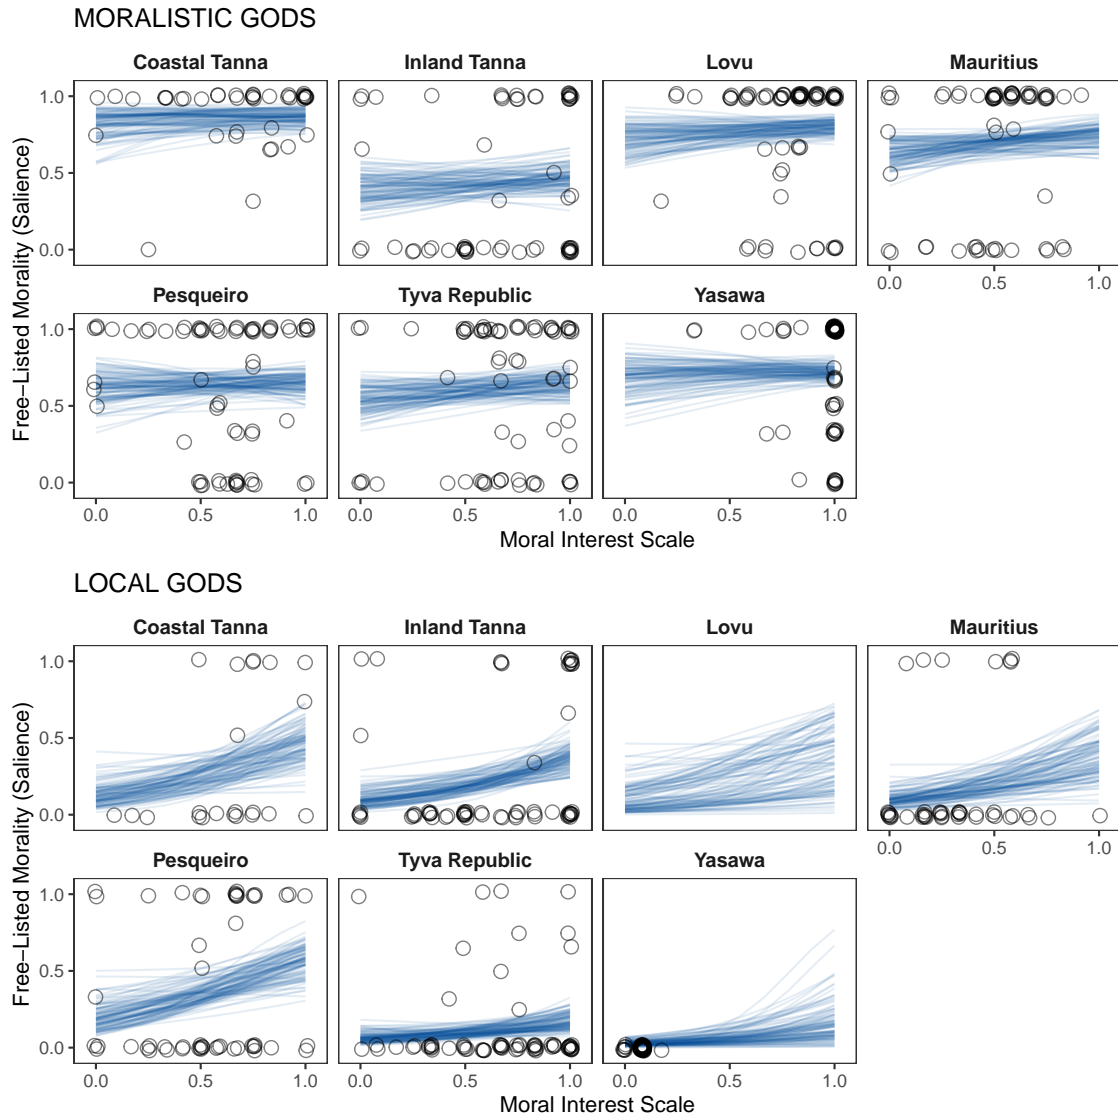 MORALISTIC GODS
Coastal Tanna Inland Tanna Lovu Mauritius
1.0
0.5
0.0
0.0 0.5 1.0
Pesqueiro Tyva Republic Yasawa
1.0
0.5
0.0
0.0 0.5 1.0 0.0 0.5 1.0 0.0 0.5 1.0
Free−Listed Morality (Salience)
Moral Interest Scale
LOCAL GODS
Coastal Tanna Inland Tanna Lovu Mauritius
1.0
0.5
0.0
0.0 0.5 1.0
Pesqueiro Tyva Republic Yasawa
1.0
0.5
0.0
0.0 0.5 1.0 0.0 0.5 1.0 0.0 0.5 1.0
Free−Listed Morality (Salience)
Moral Interest Scale